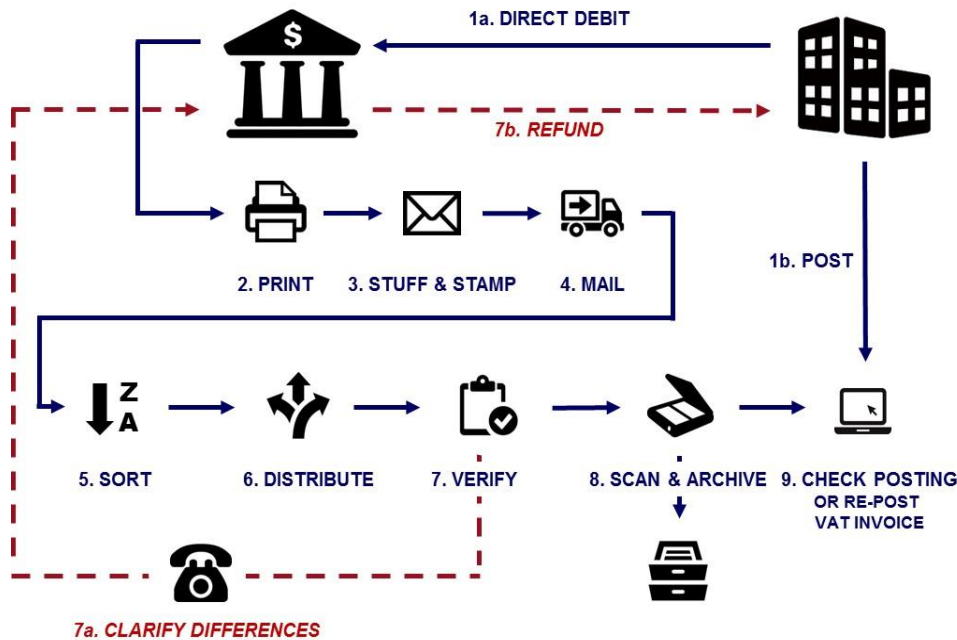 1a. DIRECT DEBIT
$
7b. REFUND
1b. POST
2. PRINT
3. STUFF & STAMP
4. MAIL
Z
A
5. SORT
6. DISTRIBUTE
7. VERIFY
8. SCAN & ARCHIVE
9. CHECK POSTING
OR RE-POST
VAT INVOICE
7a. CLARIFY DIFFERENCES